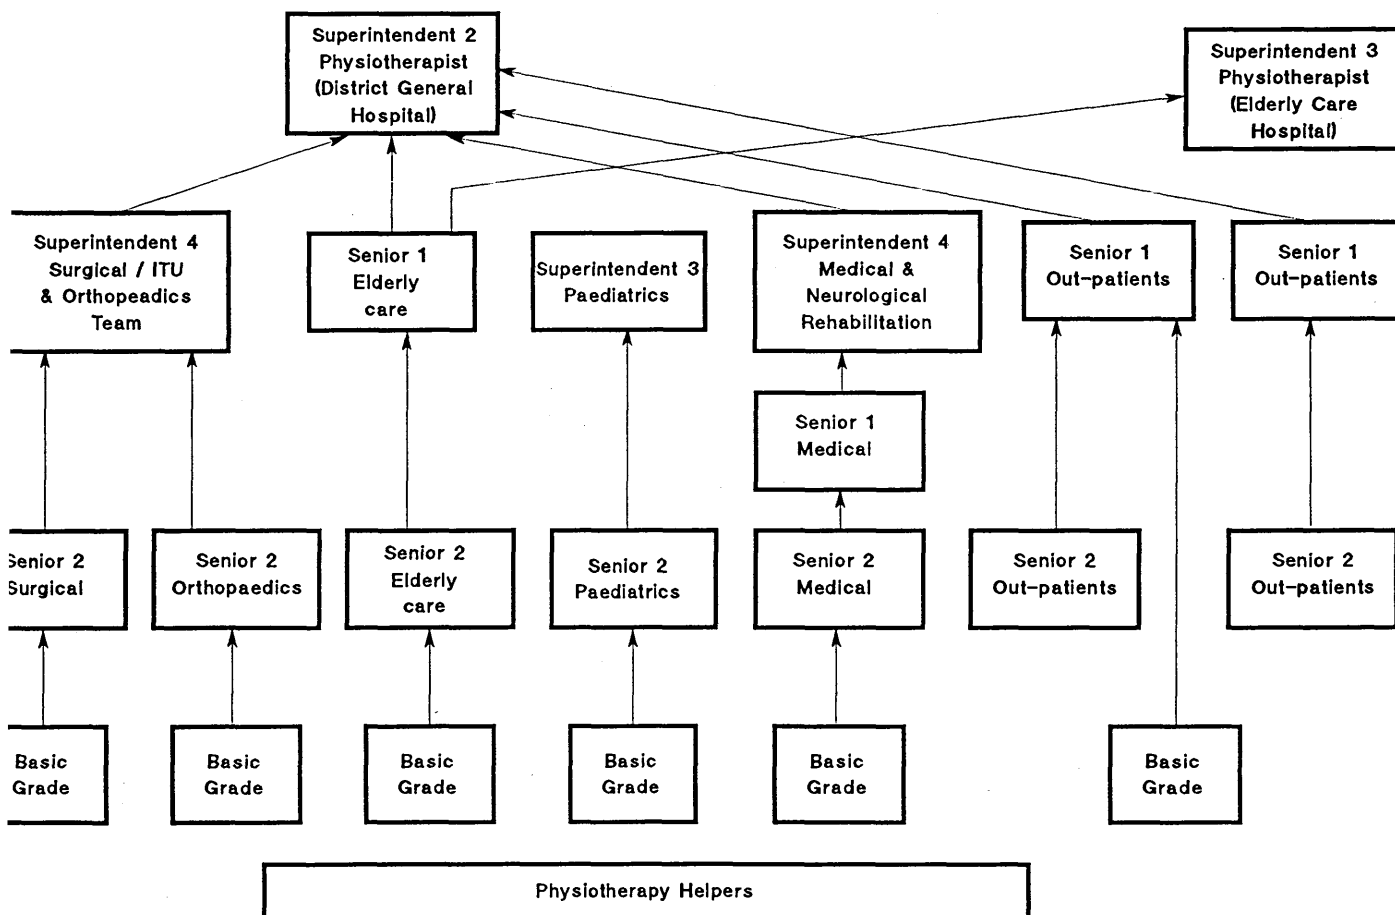 Superintendent 2
Physiotherapist
(District General
Hospital)
Superintendent 3
Physiotherapist
(Elderly Care
Hospital)
Superintendent 4
Surgical / ITU
& Orthopeadics
Team
Senior 1
Elderly
care
Superintendent 3
Paediatrics
Superintendent 4
Medical &
Neurological
Rehabilitation
Senior 1
Out-patients
Senior 1
Out-patients
Senior 1
Medical
Senior 2
Surgical
Senior 2
Orthopaedics
Senior 2
Elderly
care
Senior 2
Paediatrics
Senior 2
Medical
Senior 2
Out-patients
Senior 2
Out-patients
Basic
Grade
Basic
Grade
Basic
Grade
Basic
Grade
Basic
Grade
Basic
Grade
Physiotherapy Helpers